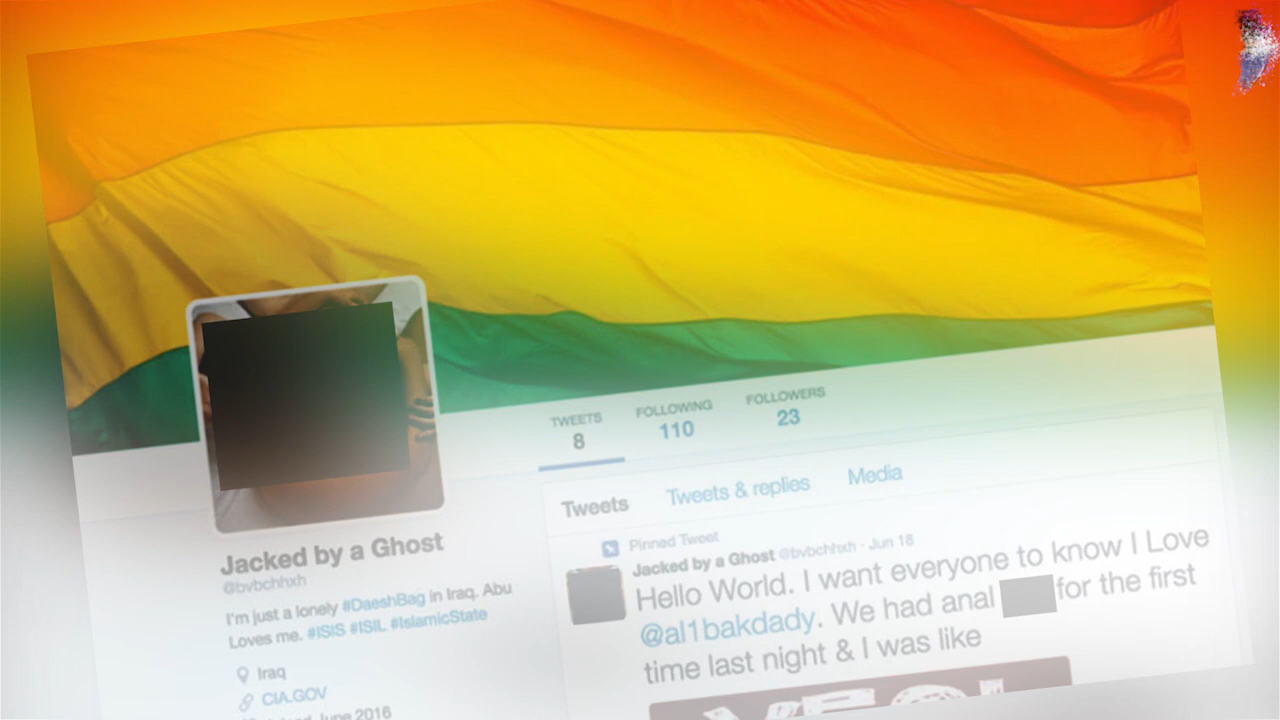 TWEETS
8
FOLLOWING
110
FOLLOWERS
23
Tweets
Tweets & replies
Media
Jacked by a Ghost
@bvbchhxh
I'm just a lonely #DaeshBag in Iraq. Abu
Loves me. #ISIS #ISIL #IslamicState
Iraq
CIA.GOV
June 2016
Pinned Tweet
Jacked by a Ghost @bvbchhxh · Jun 18
Hello World. I want everyone to know I Love
@al1bakdady. We had anal for the first
time last night & I was like